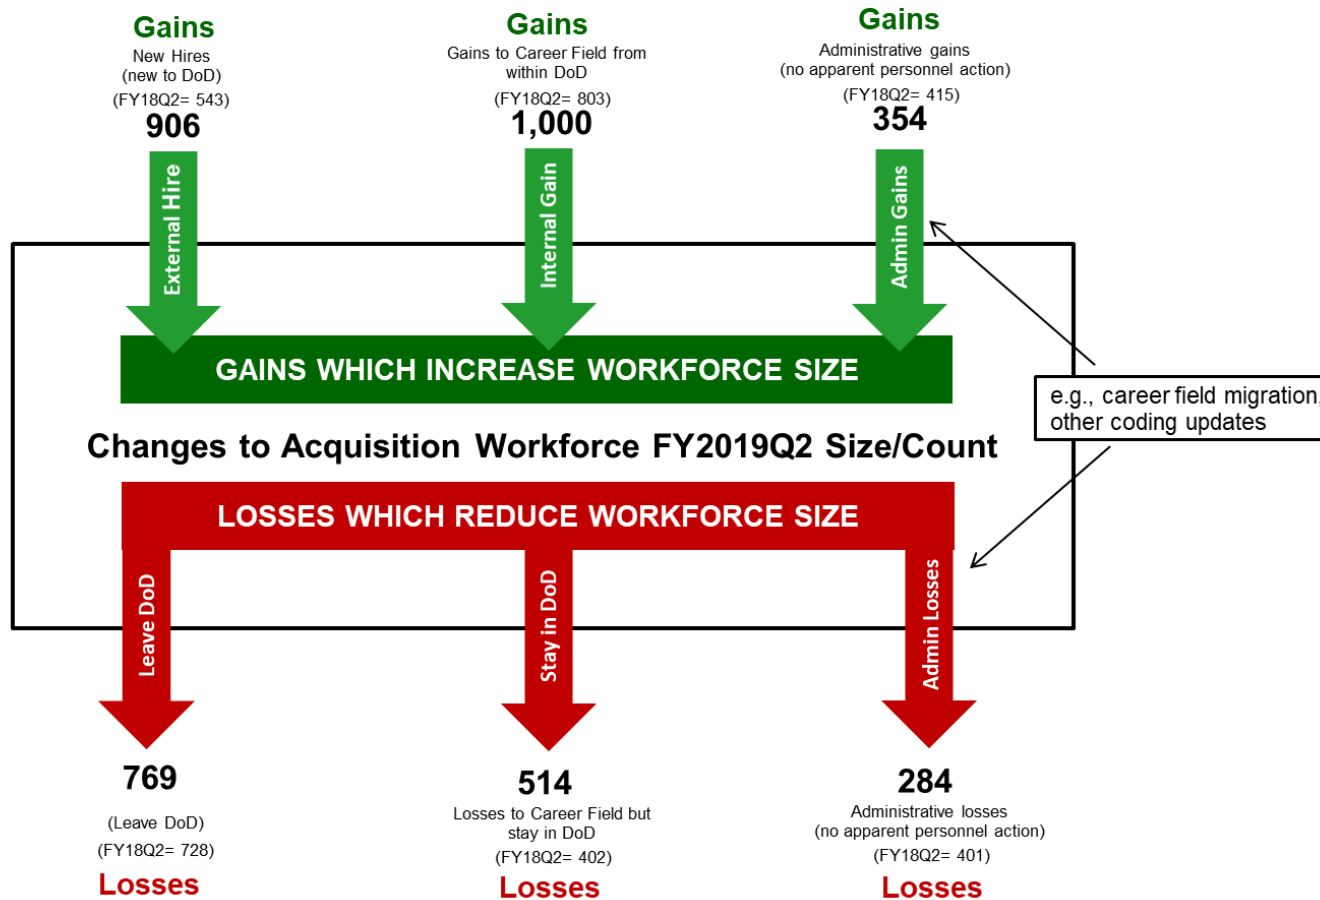 Gains
New Hires
(new to DoD)
(FY18Q2= 543)
906
External Hire
Gains
Gains to Career Field from
within DoD
(FY18Q2= 803)
1,000
Internal Gain
Gains
Administrative gains
(no apparent personnel action)
(FY18Q2= 415)
354
Admin Gains
GAINS WHICH INCREASE WORKFORCE SIZE
e.g., career field migration,
other coding updates
Changes to Acquisition Workforce FY2019Q2 Size/Count
LOSSES WHICH REDUCE WORKFORCE SIZE
Leave DoD
769
(Leave DoD)
(FY18Q2= 728)
Losses
Stay in DoD
514
Losses to Career Field but
stay in DoD
(FY18Q2= 402)
Losses
Admin Losses
284
Administrative losses
(no apparent personnel action)
(FY18Q2= 401)
Losses